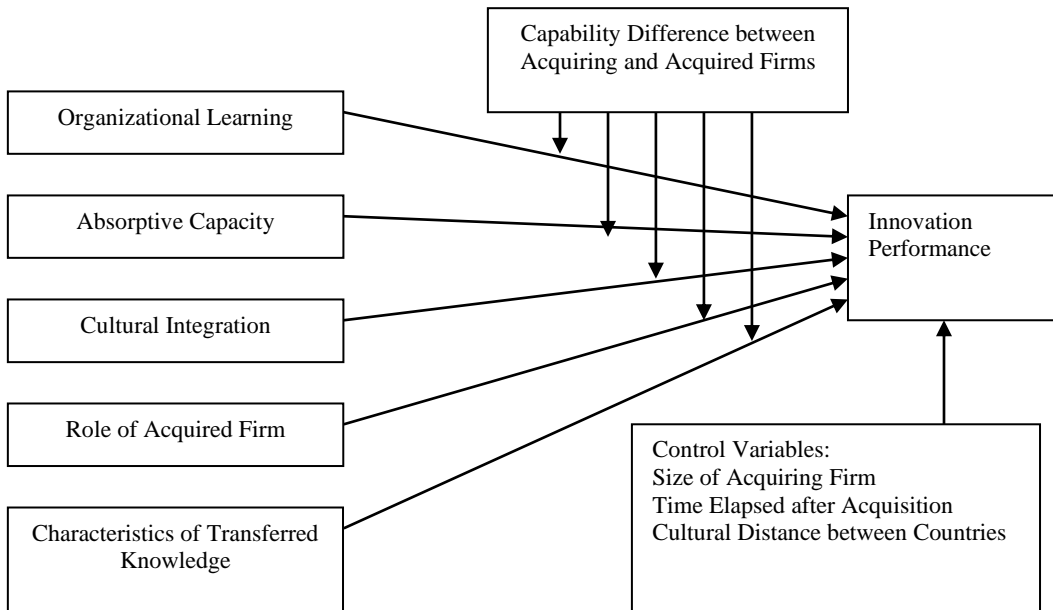 Capability Difference between
Acquiring and Acquired Firms
Organizational Learning
Absorptive Capacity
Innovation
Performance
Cultural Integration
Role of Acquired Firm
Control Variables:
Size of Acquiring Firm
Time Elapsed after Acquisition
Cultural Distance between Countries
Characteristics of Transferred
Knowledge